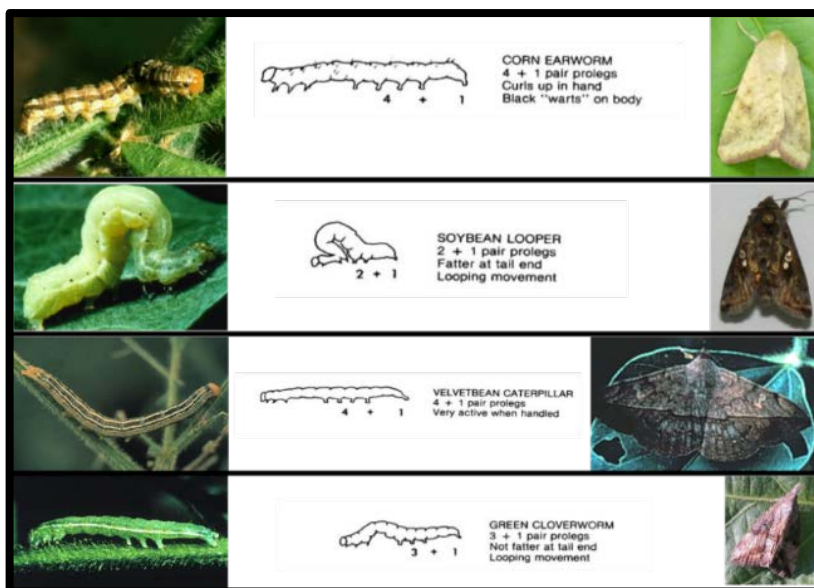 CORN EARWORM
4 + 1 pair prolegs
Curls up in hand
Black "warts" on body
4 + 1
SOYBEAN LOOPER
2 + 1 pair prolegs
Fatter at tail end
Looping movement
2 + 1
VELVETBEAN CATERPILLAR
4 + 1 pair prolegs
Very active when handled
4 + 1
GREEN CLOVERWORM
3 + 1 pair prolegs
Not fatter at tail end
Looping movement
3 + 1